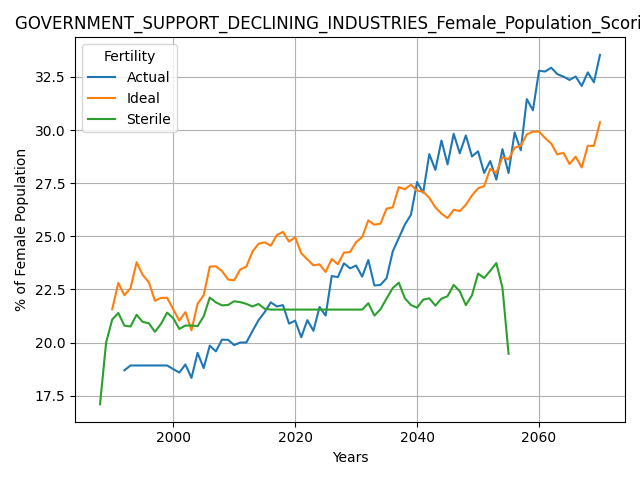 GOVERNMENT_SUPPORT_DECLINING_INDUSTRIES_Female_Population_Scori
Fertility
Actual
Ideal
Sterile
% of Female Population
32.5
30.0
27.5
25.0
22.5
20.0
17.5
2000 2020 2040 2060
Years